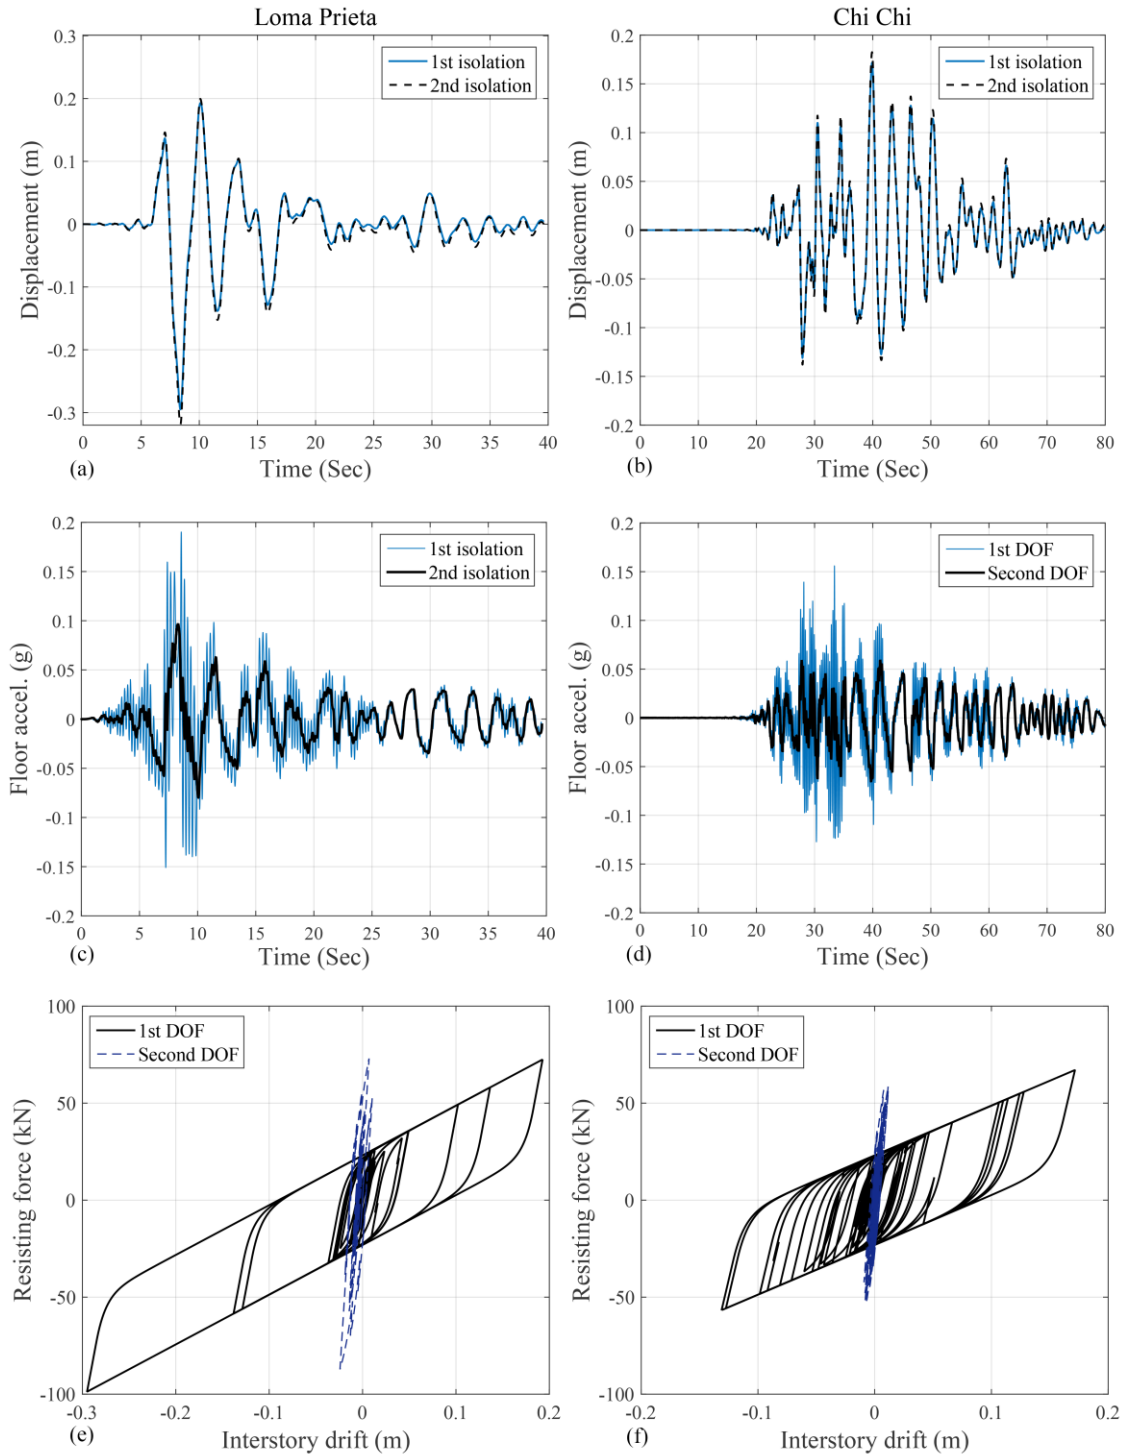 Loma Prieta
0.3
0.2
0.1
0
-0.1
-0.2
-0.3
Displacement (m)
1st isolation
2nd isolation
0 5 10 15 20 25 30 35 40
(a)
Time (Sec)
Chi Chi
0.2
0.15
0.1
0.05
0
-0.05
-0.1
-0.15
-0.2
Displacement (m)
1st isolation
2nd isolation
0 10 20 30 40 50 60 70 80
(b)
Time (Sec)
0.2
0.15
0.1
0.05
0
-0.05
-0.1
-0.15
-0.2
Floor accel. (g)
1st isolation
2nd isolation
0 5 10 15 20 25 30 35 40
(c)
Time (Sec)
0.2
0.15
0.1
0.05
0
-0.05
-0.1
-0.15
-0.2
Floor accel. (g)
1st DOF
Second DOF
0 10 20 30 40 50 60 70 80
(d)
Time (Sec)
100
50
0
-50
-100
Resisting force (kN)
1st DOF
Second DOF
-0.3 -0.2 -0.1 0 0.1 0.2
(e)
Interstory drift (m)
100
50
0
-50
-100
Resisting force (kN)
1st DOF
Second DOF
-0.2 -0.1 0 0.1 0.2
(f)
Interstory drift (m)